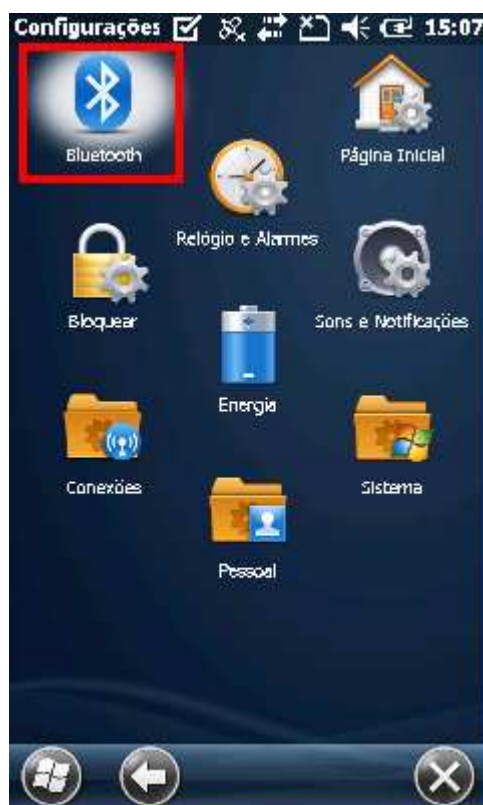 Configurações 15:07
Bluetooth
Página Inicial
Relógio e Alarmes
Bloquear
Sons e Notificações
Energia
Conexões
Sistema
Pessoal